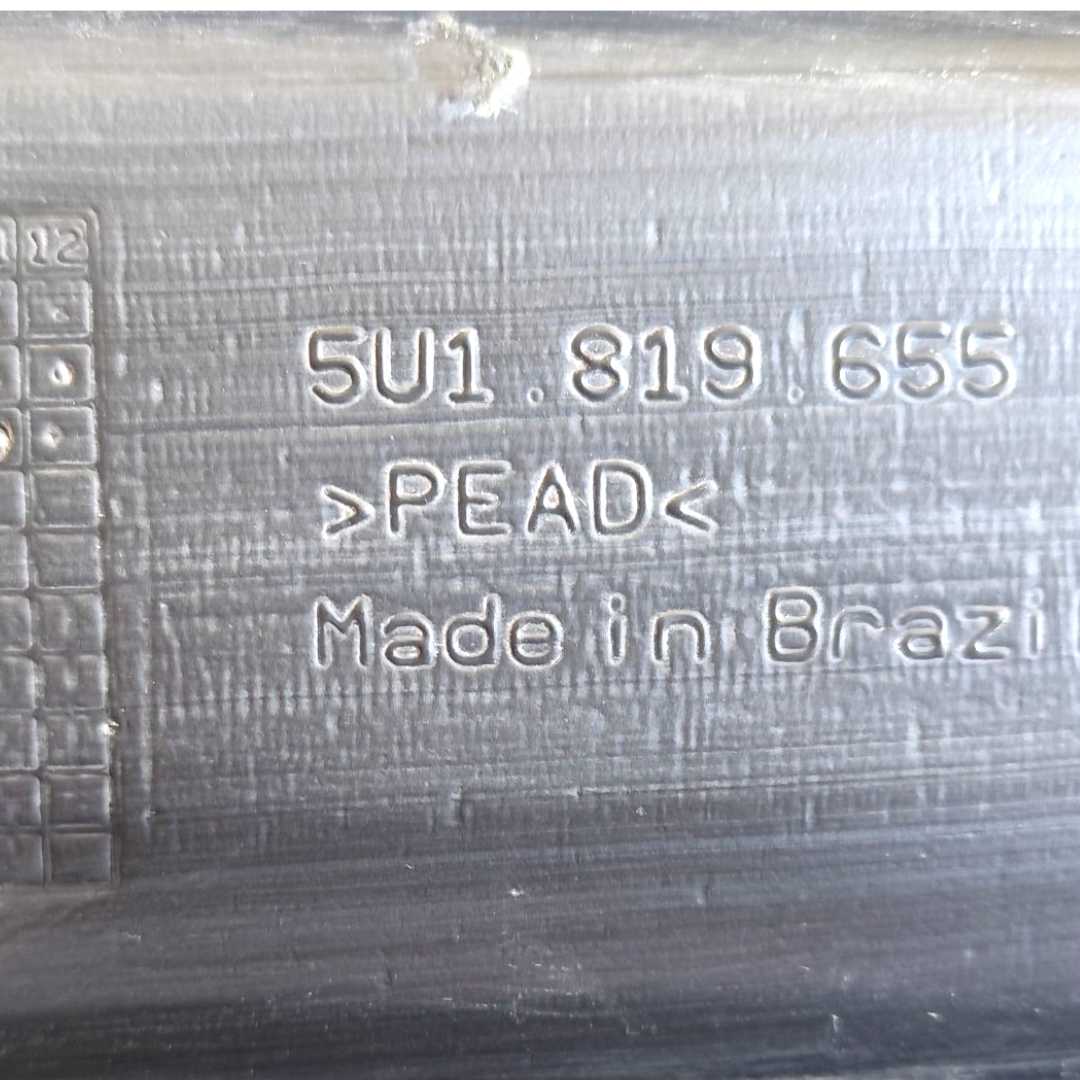 12
5U1.819.655
>PEAD<
Made in Brazil